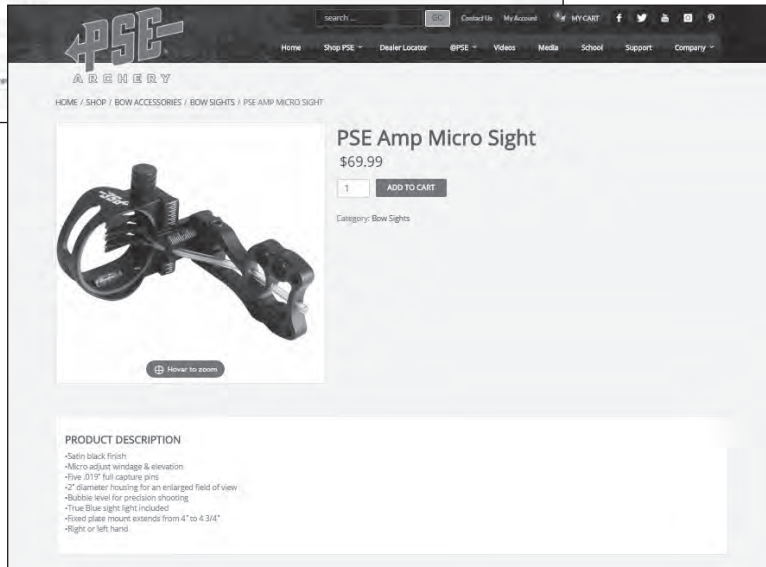 search ...
GO
Contact Us My Account MY CART
PSE
ARCHERY
Home Shop PSE Dealer Locator @PSE Videos Media School Support Company
HOME / SHOP / BOW ACCESSORIES / BOW SIGHTS / PSE AMP MICRO SIGHT
PSE
Hovar to zoom
PSE Amp Micro Sight
$69.99
1 ADD TO CART
Category: Bow Sights
PRODUCT DESCRIPTION
•Satin black finish
•Micro adjust windage & elevation
•Five .019" full capture pins
•2" diameter housing for an enlarged field of view
•Bubble level for precision shooting
•True Blue sight light included
•Fixed plate mount extends from 4" to 4 3/4"
•Right or left hand